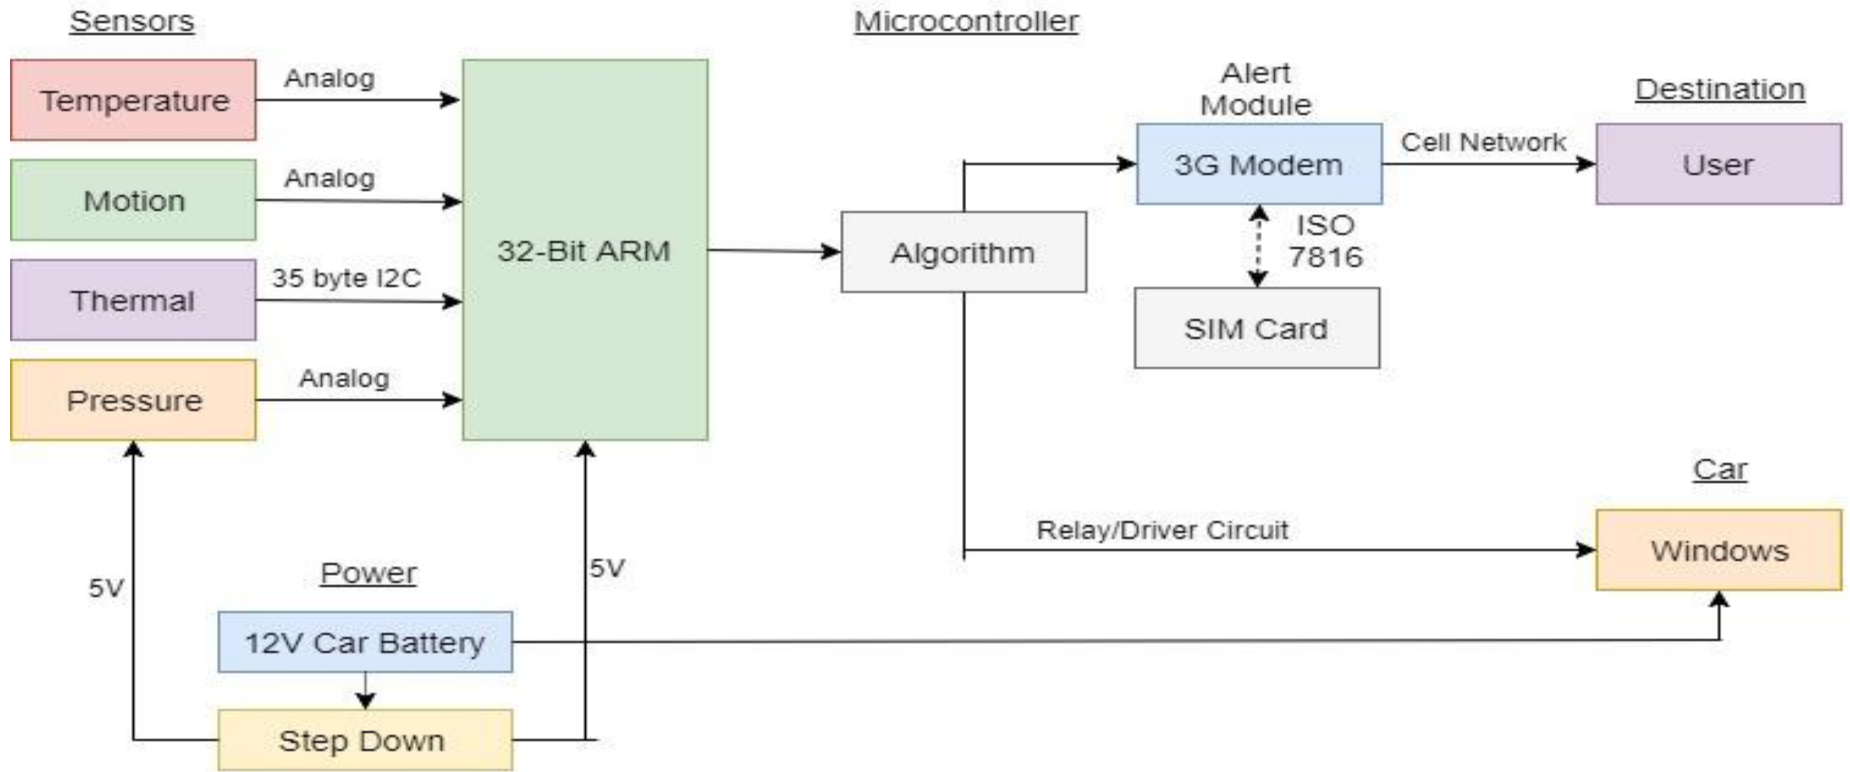 Sensors
Microcontroller
Temperature
Analog
Motion
Analog
Thermal
35 byte I2C
Pressure
Analog
32-Bit ARM
Algorithm
Alert
Module
3G Modem
Cell Network
Destination
User
ISO
7816
SIM Card
Car
Relay/Driver Circuit
Windows
5V
Power
5V
12V Car Battery
Step Down